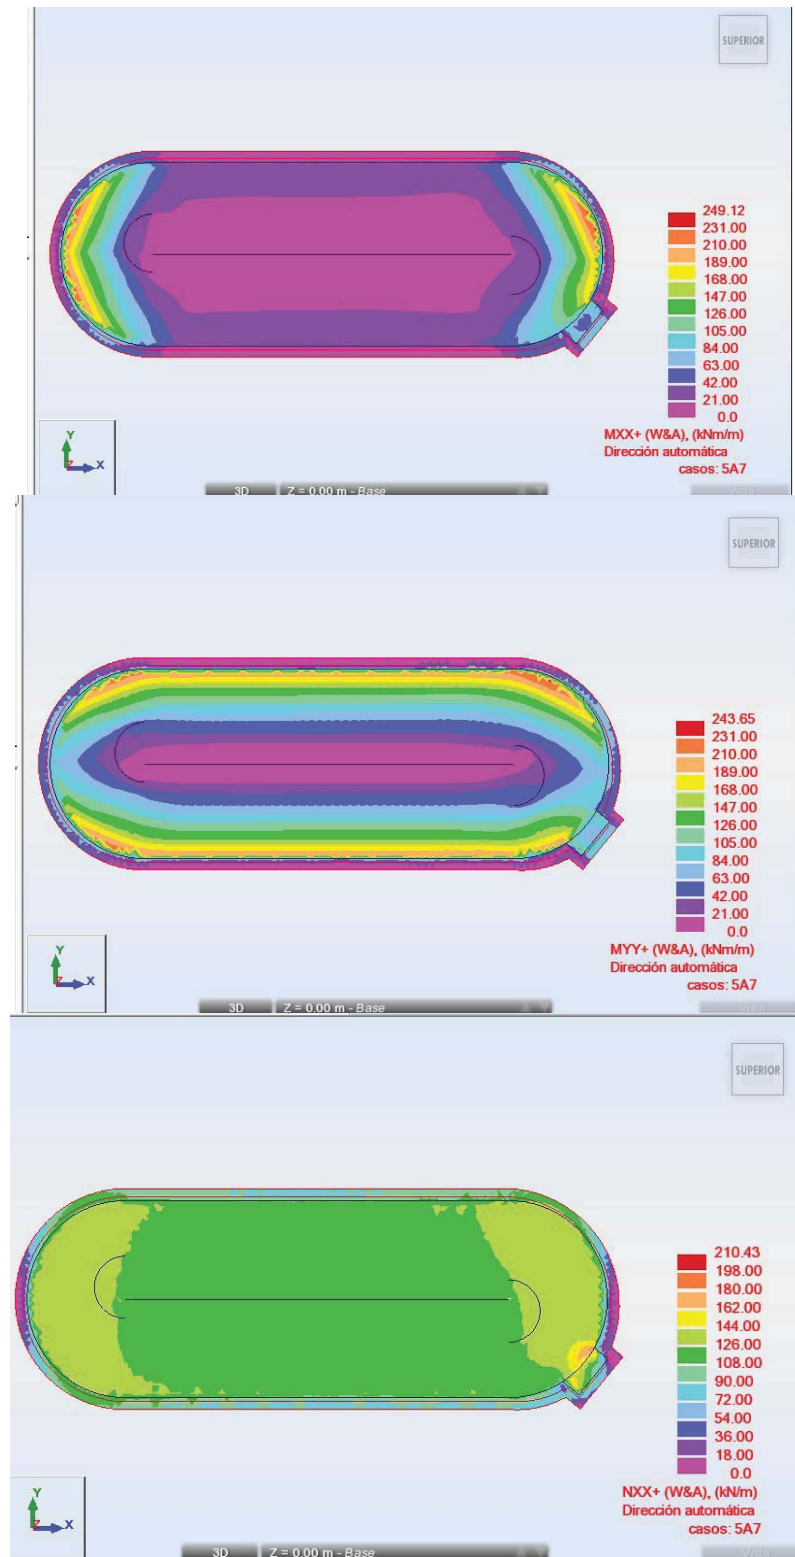 SUPERIOR
249.12
231.00
210.00
189.00
168.00
147.00
126.00
105.00
84.00
63.00
42.00
21.00
0.0
MXX+ (W&A), (kNm/m)
Dirección automática
casos: 5A7
Y
Z
X
3D Z = 0.00 m - Base
SUPERIOR
243.65
231.00
210.00
189.00
168.00
147.00
126.00
105.00
84.00
63.00
42.00
21.00
0.0
MYY+ (W&A), (kNm/m)
Dirección automática
casos: 5A7
Y
Z
X
3D Z = 0.00 m - Base
SUPERIOR
210.43
198.00
180.00
162.00
144.00
126.00
108.00
90.00
72.00
54.00
36.00
18.00
0.0
NXX+ (W&A), (kN/m)
Dirección automática
casos: 5A7
Y
Z
X
3D Z = 0.00 m - Base